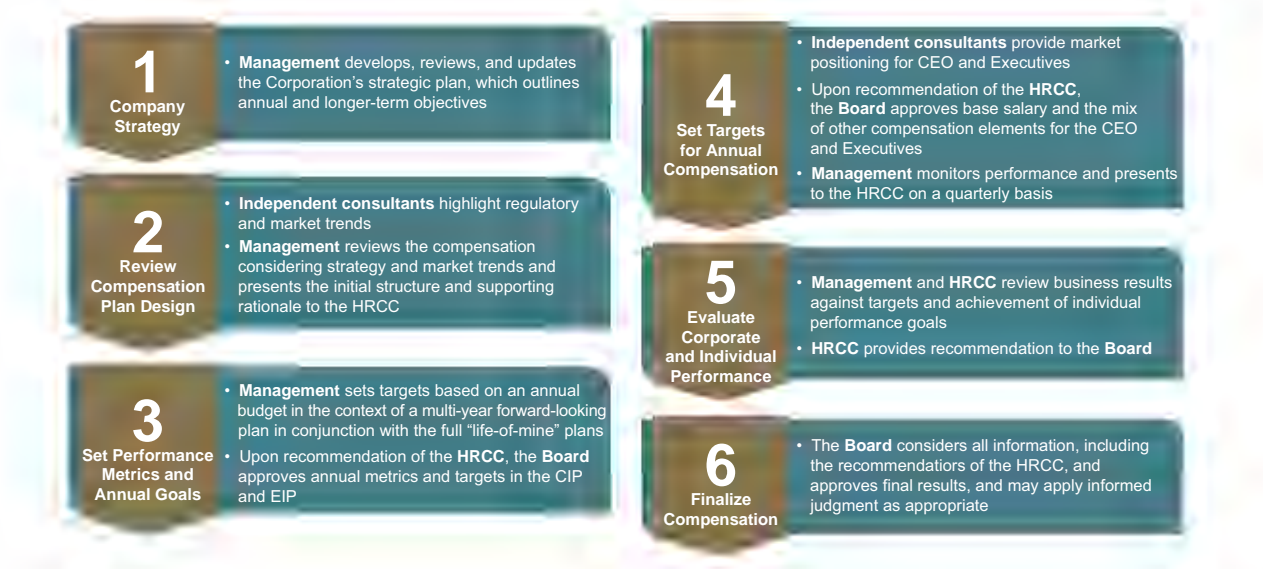 1
Company
Strategy
• Management develops, reviews, and updates
the Corporation's strategic plan, which outlines
annual and longer-term objectives
2
Review
Compensation
Plan Design
• Independent consultants highlight regulatory
and market trends
• Management reviews the compensation
considering strategy and market trends and
presents the initial structure and supporting
rationale to the HRCC
3
Set Performance
Metrics and
Annual Goals
• Management sets targets based on an annual
budget in the context of a multi-year forward-looking
plan in conjunction with the full “life-of-mine” plans
• Upon recommendation of the HRCC, the Board
approves annual metrics and targets in the CIP
and EIP
4
Set Targets
for Annual
Compensation
• Independent consultants provide market
positioning for CEO and Executives
• Upon recommendation of the HRCC,
the Board approves base salary and the mix
of other compensation elements for the CEO
and Executives
• Management monitors performance and presents
to the HRCC on a quarterly basis
5
Evaluate
Corporate
and Individual
Performance
• Management and HRCC review business results
against targets and achievement of individual
performance goals
• HRCC provides recommendation to the Board
6
Finalize
Compensation
• The Board considers all information, including
the recommendatiors of the HRCC, and
approves final results, and may apply informed
judgment as appropriate